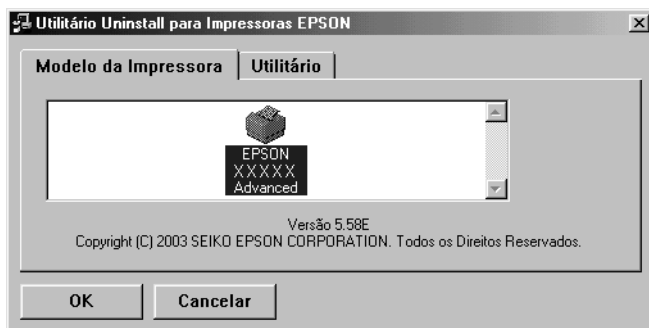 Utilitário Uninstall para Impressoras EPSON
Modelo da Impressora
Utilitário
EPSON
XXXXX
Advanced
Versão 5.58E
Copyright (C) 2003 SEIKO EPSON CORPORATION. Todos os Direitos Reservados.
OK
Cancelar